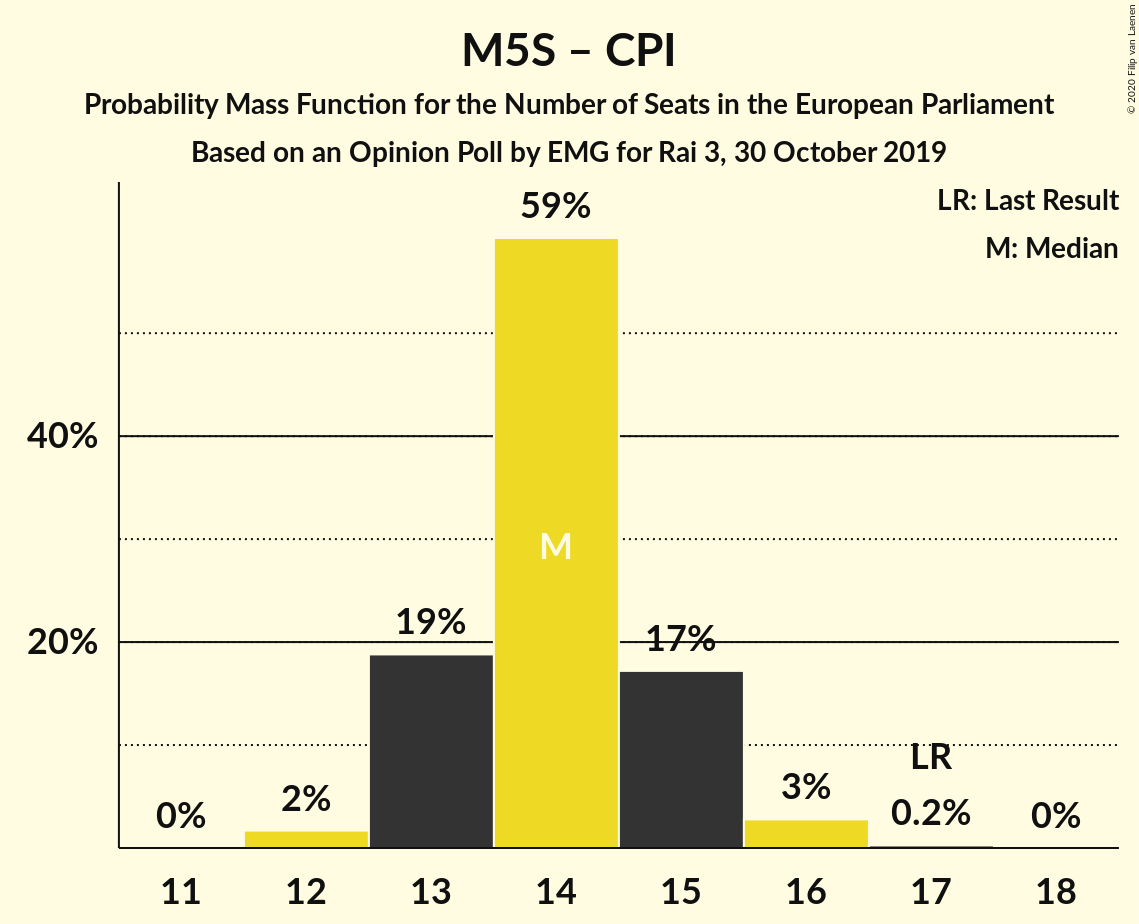 M5S – CPI
Probability Mass Function for the Number of Seats in the European Parliament
Based on an Opinion Poll by EMG for Rai 3, 30 October 2019
© 2020 Filip van Laenen
LR: Last Result
M: Median
59%
40%
M
19%
17%
20%
LR
0%
2%
3%
0.2%
0%
11 12 13 14 15 16 17 18